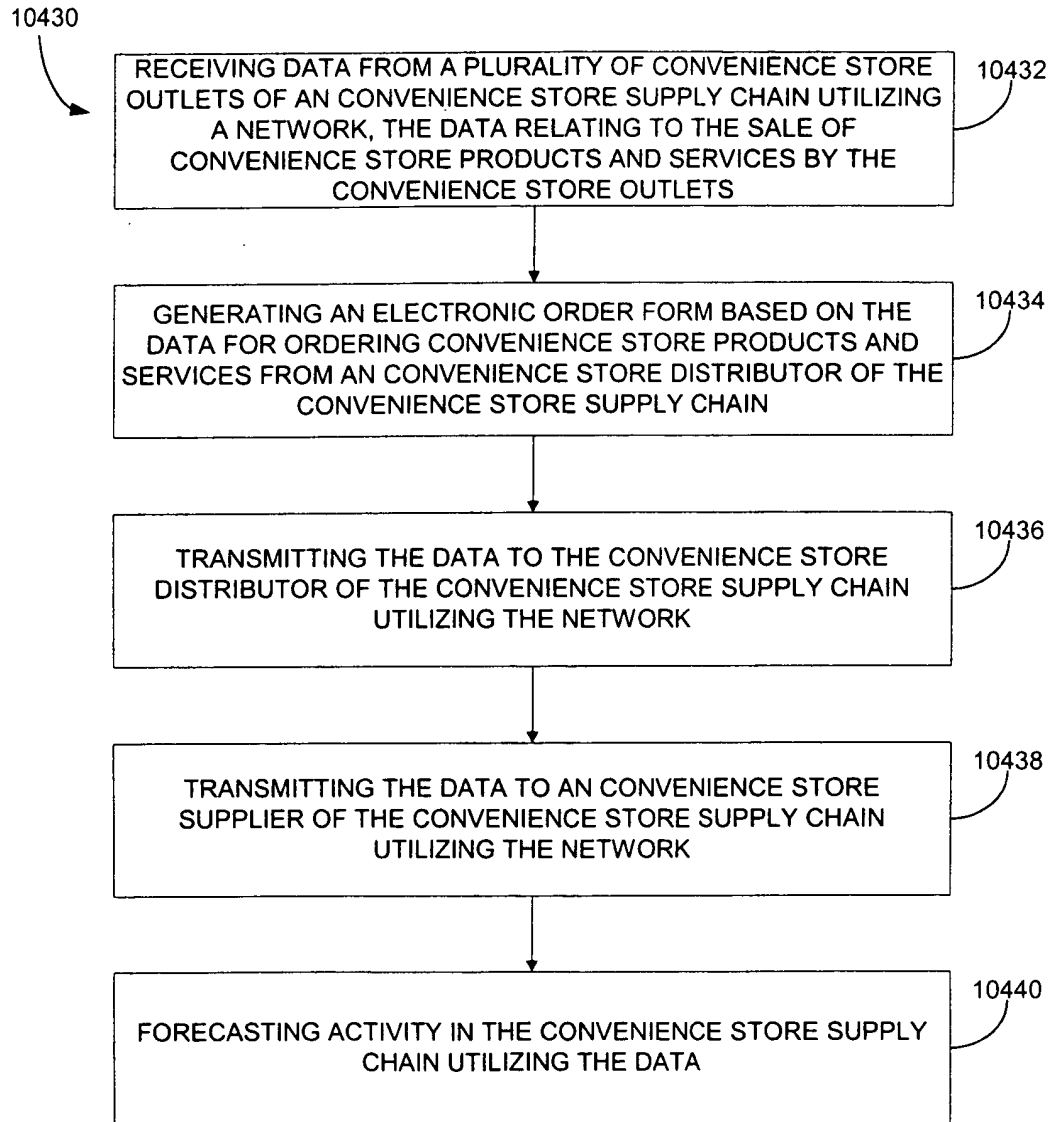 10430
RECEIVING DATA FROM A PLURALITY OF CONVENIENCE STORE
OUTLETS OF AN CONVENIENCE STORE SUPPLY CHAIN UTILIZING
A NETWORK, THE DATA RELATING TO THE SALE OF
CONVENIENCE STORE PRODUCTS AND SERVICES BY THE
CONVENIENCE STORE OUTLETS
10432
GENERATING AN ELECTRONIC ORDER FORM BASED ON THE
DATA FOR ORDERING CONVENIENCE STORE PRODUCTS AND
SERVICES FROM AN CONVENIENCE STORE DISTRIBUTOR OF THE
CONVENIENCE STORE SUPPLY CHAIN
10434
TRANSMITTING THE DATA TO THE CONVENIENCE STORE
DISTRIBUTOR OF THE CONVENIENCE STORE SUPPLY CHAIN
UTILIZING THE NETWORK
10436
TRANSMITTING THE DATA TO AN CONVENIENCE STORE
SUPPLIER OF THE CONVENIENCE STORE SUPPLY CHAIN
UTILIZING THE NETWORK
10438
FORECASTING ACTIVITY IN THE CONVENIENCE STORE SUPPLY
CHAIN UTILIZING THE DATA
10440